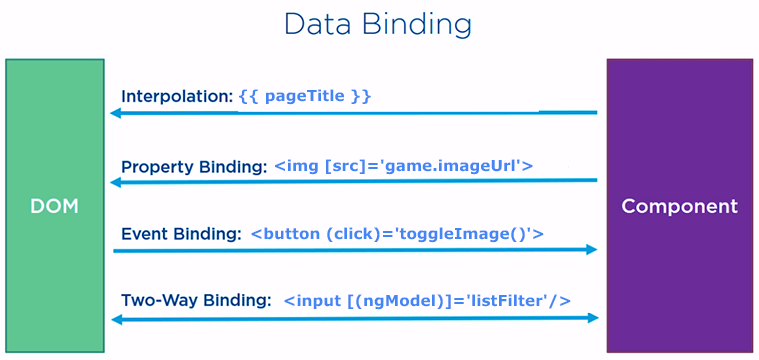 Data Binding
Interpolation: {{ pageTitle }}
Property Binding: <img [src]='game.imageUrl'>
DOM
Component
Event Binding: <button (click)='toggleImage()'>
Two-Way Binding: <input [(ngModel)]='listFilter'/>